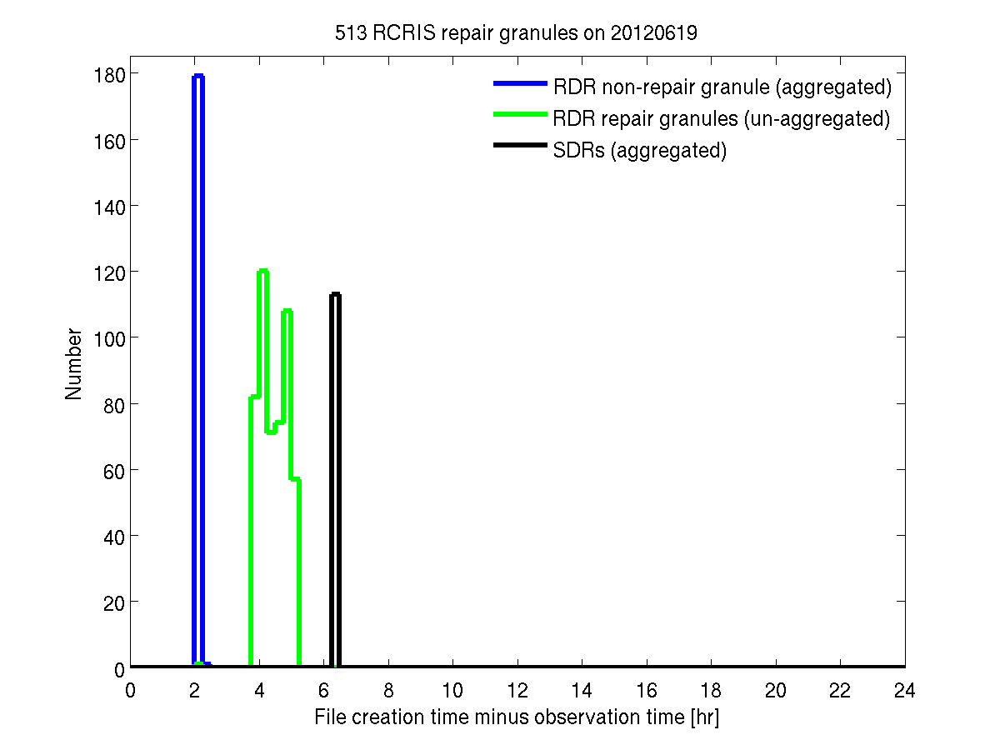 513 RCRIS repair granules on 20120619
RDR non-repair granule (aggregated)
RDR repair granules (un-aggregated)
SDRs (aggregated)
Number
180
160
140
120
100
80
60
40
20
0
0 2 4 6 8 10 12 14 16 18 20 22 24
File creation time minus observation time [hr]